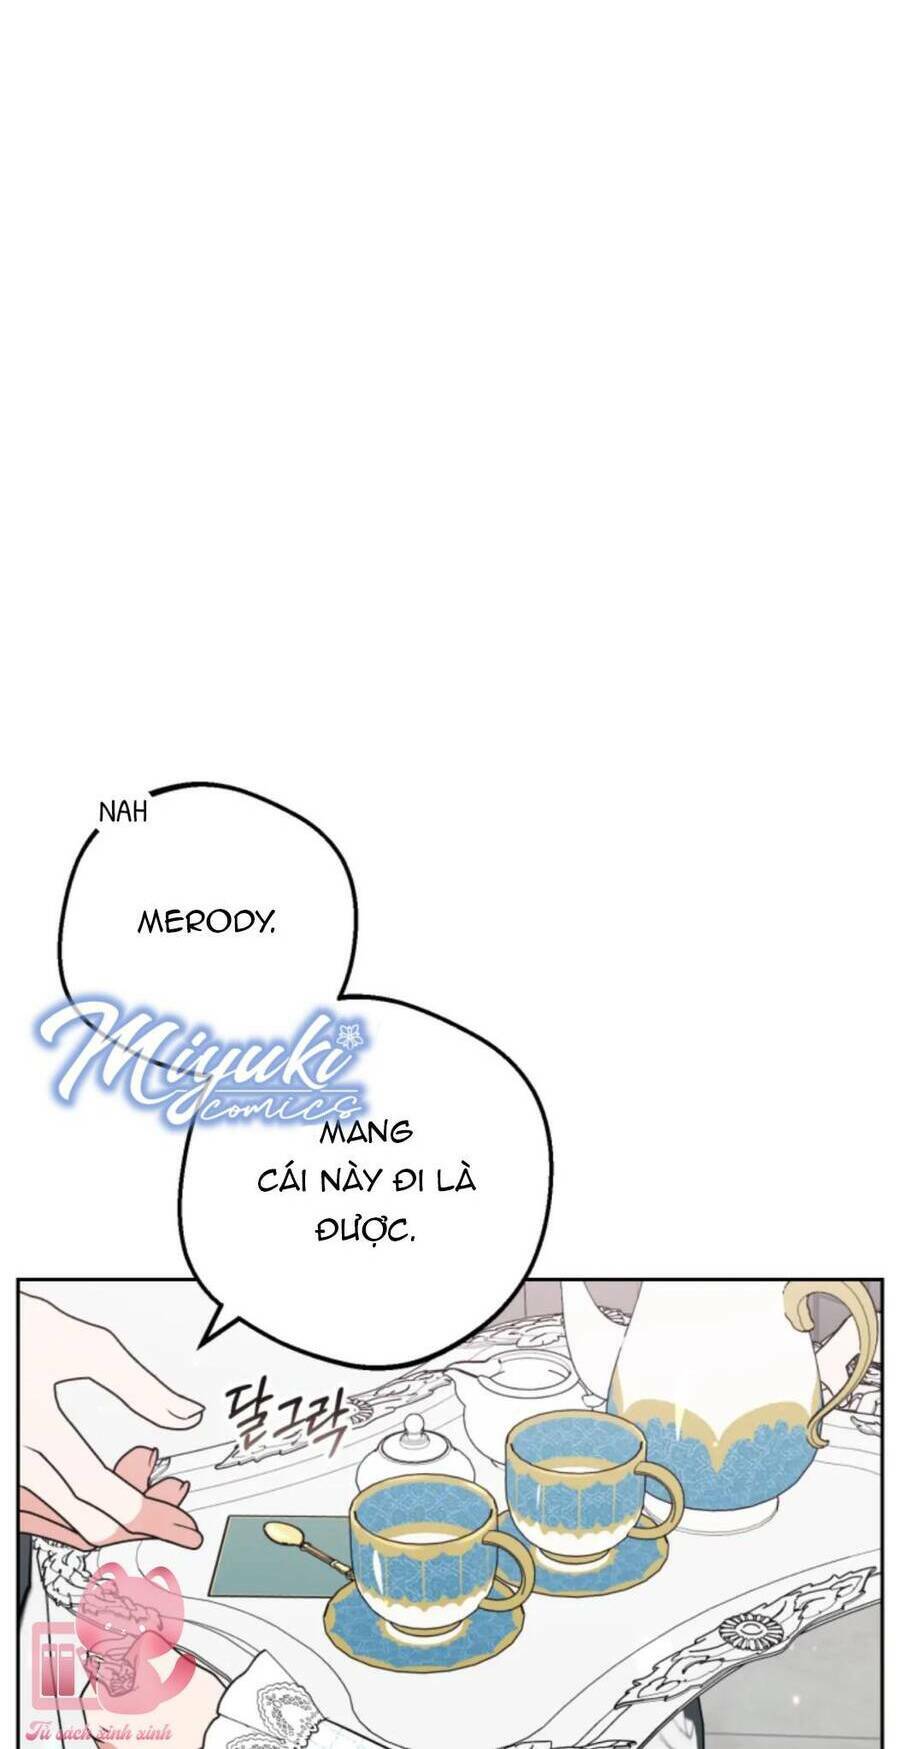 NAH
MERODY.
Miyuki
comics
MANG
CÁI NÀY ĐI LÀ
ĐƯỢC.
달그락
Tủ sách xinh xinh